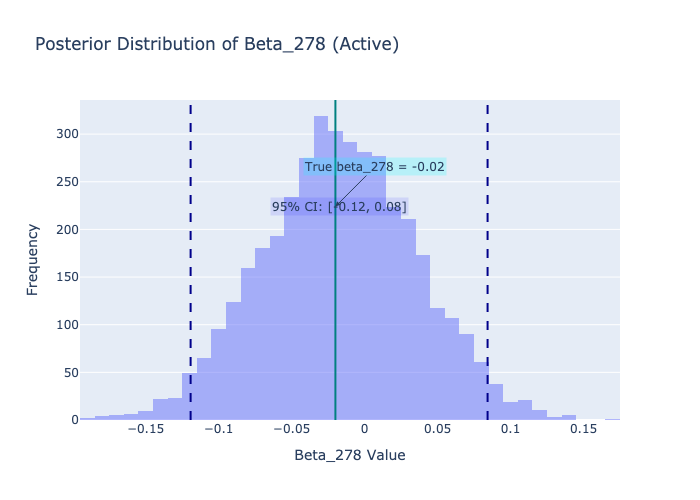 Posterior Distribution of Beta_278 (Active)
300
250
200
150
100
50
0
Frequency
True beta_278 = -0.02
95% CI: [-0.12, 0.08]
−0.15
−0.1
−0.05
0
0.05
0.1
0.15
Beta_278 Value